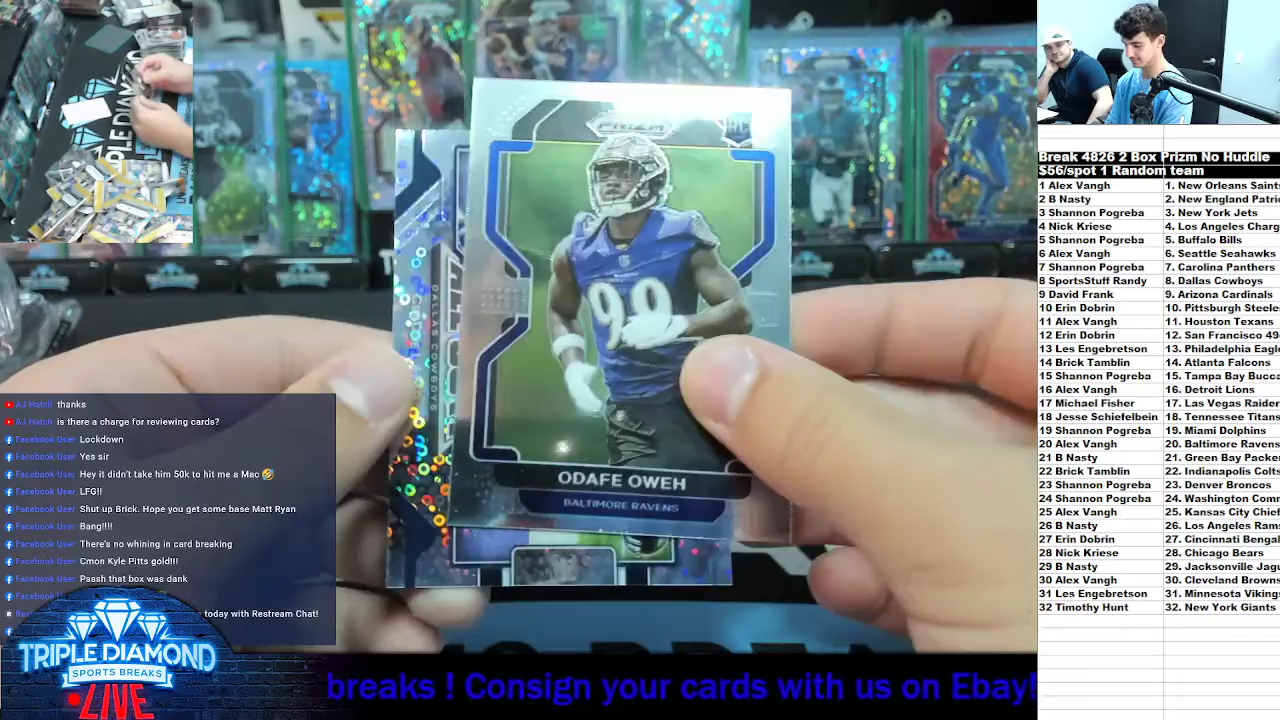 PRIZM
RC
98
DALLAS COWBOYS
ODAFE OWEH
BALTIMORE RAVENS
AJ Hatch thanks
AJ Hatch is there a charge for reviewing cards?
Facebook User Lockdown
Facebook User Yes sir
Facebook User Hey it didn't take him 50k to hit me a Mac 🤣
Facebook User LFG!!
Facebook User Shut up Brick. Hope you get some base Matt Ryan
Facebook User Bang!!!!
Facebook User There's no whining in card breaking
Facebook User Cmon Kyle Pitts gold!!!
Facebook User Psssh that box was dank
Facebook
today with Restream Chat!
TRIPLE DIAMOND
SPORTS BREAKS
LIVE
breaks ! Consign your cards with us on Ebay!
Break 4826 2 Box Prizm No Huddle
$56/spot 1 Random team
1 Alex Vangh 1. New Orleans Saint
2 B Nasty 2. New England Patri
3 Shannon Pogreba 3. New York Jets
4 Nick Kriese 4. Los Angeles Charg
5 Shannon Pogreba 5. Buffalo Bills
6 Alex Vangh 6. Seattle Seahawks
7 Shannon Pogreba 7. Carolina Panthers
8 SportsStuff Randy 8. Dallas Cowboys
9 David Frank 9. Arizona Cardinals
10 Erin Dobrin 10. Pittsburgh Steele
11 Alex Vangh 11. Houston Texans
12 Erin Dobrin 12. San Francisco 49
13 Les Engebretson 13. Philadelphia Eagl
14 Brick Tamblin 14. Atlanta Falcons
15 Shannon Pogreba 15. Tampa Bay Bucca
16 Alex Vangh 16. Detroit Lions
17 Michael Fisher 17. Las Vegas Raider
18 Jesse Schiefelbein 18. Tennessee Titans
19 Shannon Pogreba 19. Miami Dolphins
20 Alex Vangh 20. Baltimore Ravens
21 B Nasty 21. Green Bay Packe
22 Brick Tamblin 22. Indianapolis Colts
23 Shannon Pogreba 23. Denver Broncos
24 Shannon Pogreba 24. Washington Comm
25 Alex Vangh 25. Kansas City Chief
26 B Nasty 26. Los Angeles Ram
27 Erin Dobrin 27. Cincinnati Bengal
28 Nick Kriese 28. Chicago Bears
29 B Nasty 29. Jacksonville Jagu
30 Alex Vangh 30. Cleveland Browns
31 Les Engebretson 31. Minnesota Viking
32 Timothy Hunt 32. New York Giants